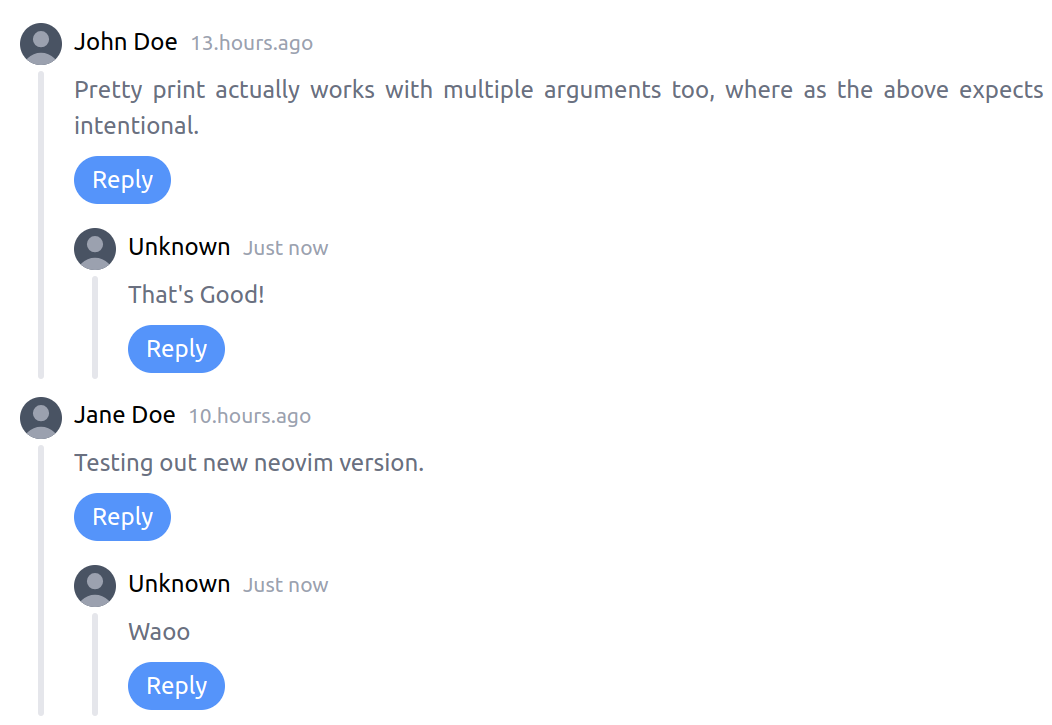 John Doe 13.hours.ago
Pretty print actually works with multiple arguments too, where as the above expects
intentional.
Reply
Unknown Just now
That's Good!
Reply
Jane Doe 10.hours.ago
Testing out new neovim version.
Reply
Unknown Just now
Waoo
Reply